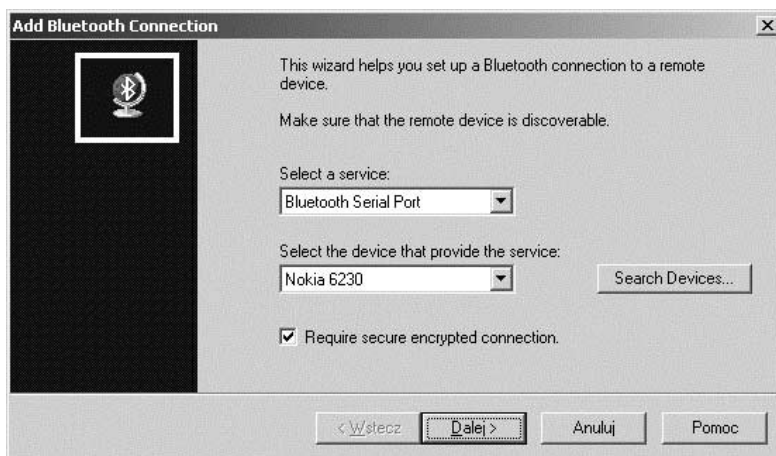 Add Bluetooth Connection
This wizard helps you set up a Bluetooth connection to a remote
device.
Make sure that the remote device is discoverable.
Select a service:
Bluetooth Serial Port
Select the device that provide the service:
Nokia 6230
Search Devices...
Require secure encrypted connection.
< Wstecz
Dalej >
Anuluj
Pomoc